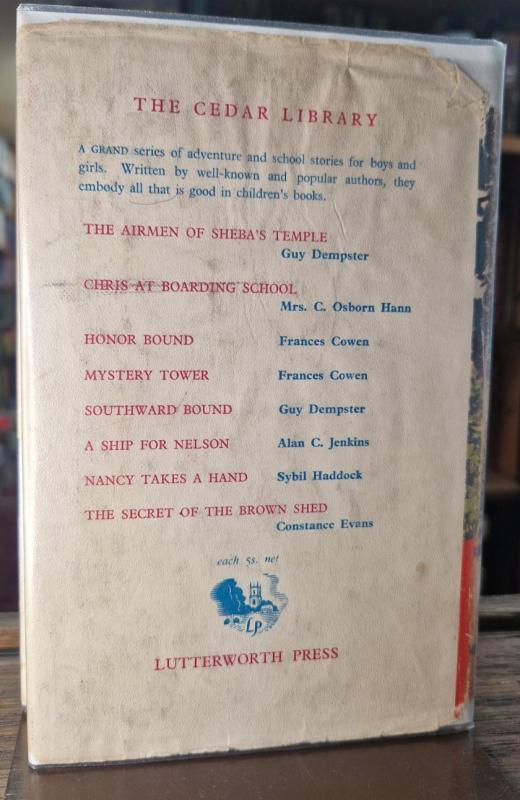 THE CEDAR LIBRARY
A GRAND series of adventure and school stories for boys and
girls. Written by well-known and popular authors, they
embody all that is good in children's books.
THE AIRMEN OF SHEBA'S TEMPLE
Guy Dempster
CHRIS AT BOARDING SCHOOL
Mrs. C. Osborn Hann
HONOR BOUND Frances Cowen
MYSTERY TOWER Frances Cowen
SOUTHWARD BOUND Guy Dempster
A SHIP FOR NELSON Alan C. Jenkins
NANCY TAKES A HAND Sybil Haddock
THE SECRET OF THE BROWN SHED
Constance Evans
each 5s. net
LP
LUTTERWORTH PRESS